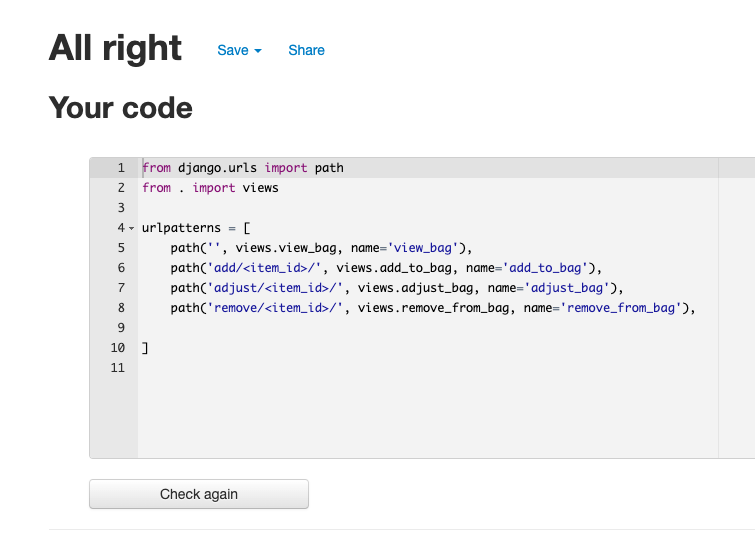 All right Save Share
Your code
1 from django.urls import path
2 from . import views
3
4 urlpatterns = [
5 path('', views.view_bag, name='view_bag'),
6 path('add/<item_id>/', views.add_to_bag, name='add_to_bag'),
7 path('adjust/<item_id>/', views.adjust_bag, name='adjust_bag'),
8 path('remove/<item_id>/', views.remove_from_bag, name='remove_from_bag'),
9
10 ]
11
Check again